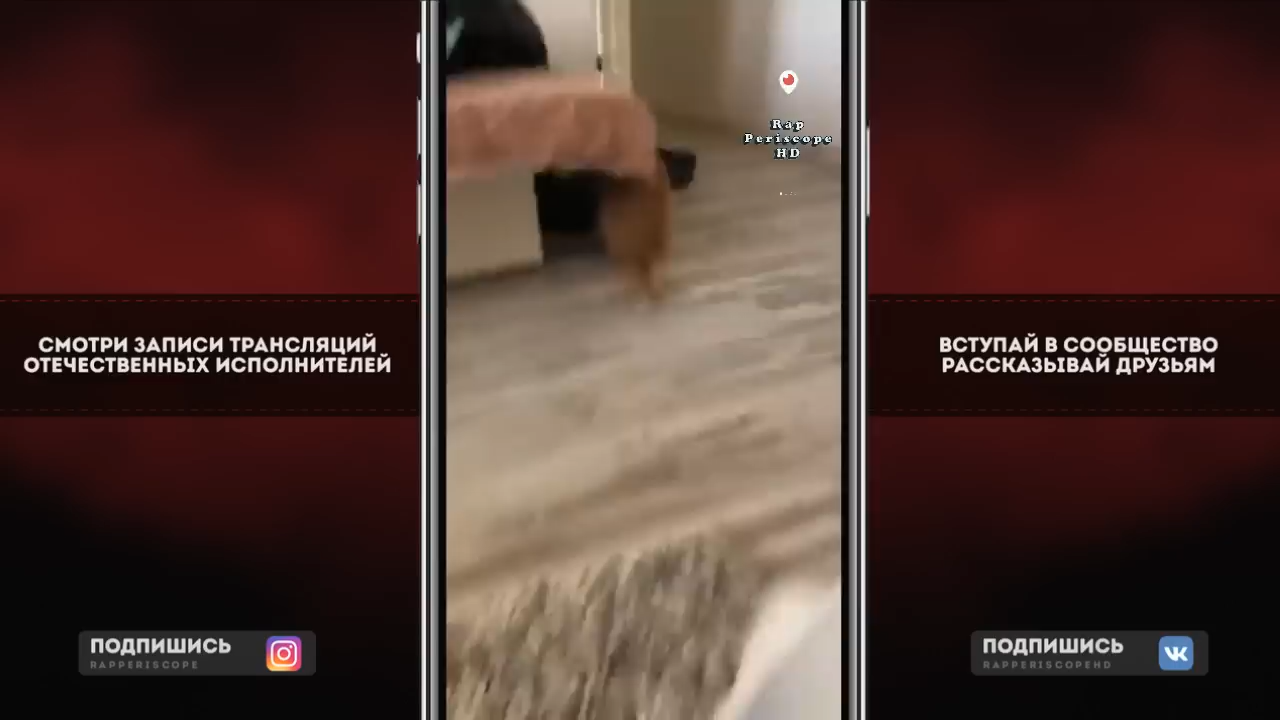 Rap
Periscope
HD
СМОТРИ ЗАПИСИ ТРАНСЛЯЦИЙ
ОТЕЧЕСТВЕННЫХ ИСПОЛНИТЕЛЕЙ
ВСТУПАЙ В СООБЩЕСТВО
РАССКАЗЫВАЙ ДРУЗЬЯМ
ПОДПИШИСЬ
RAPPERISCOPE
ПОДПИШИСЬ
RAPPERISCOPEHD